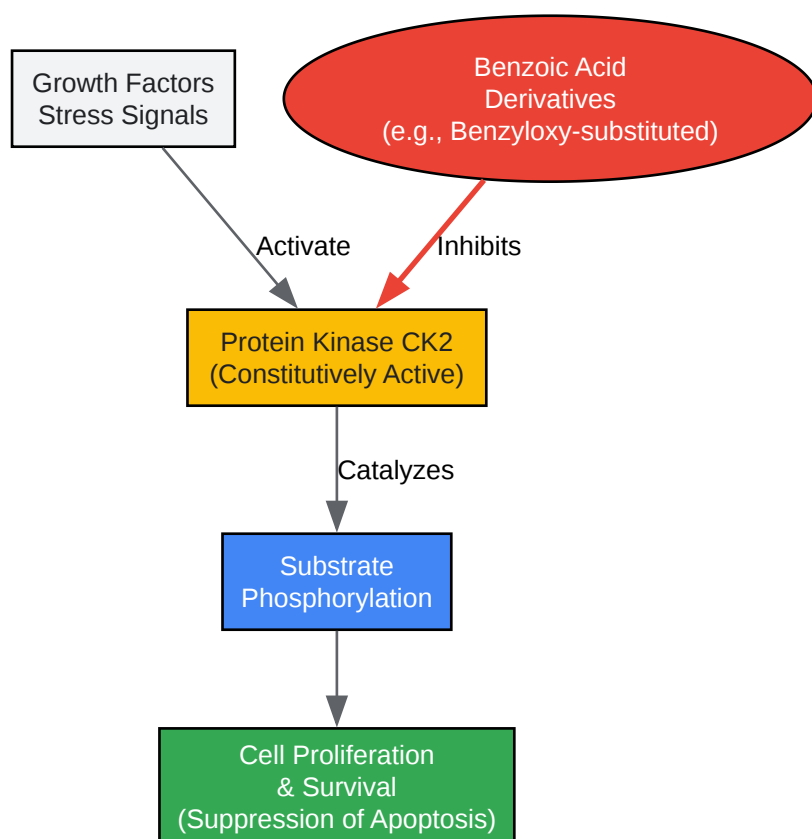 Growth Factors
Stress Signals
Benzoic Acid
Derivatives
(e.g., Benzyloxy-substituted)
Activate
Inhibits
Protein Kinase CK2
(Constitutively Active)
Catalyzes
Substrate
Phosphorylation
Cell Proliferation
& Survival
(Suppression of Apoptosis)